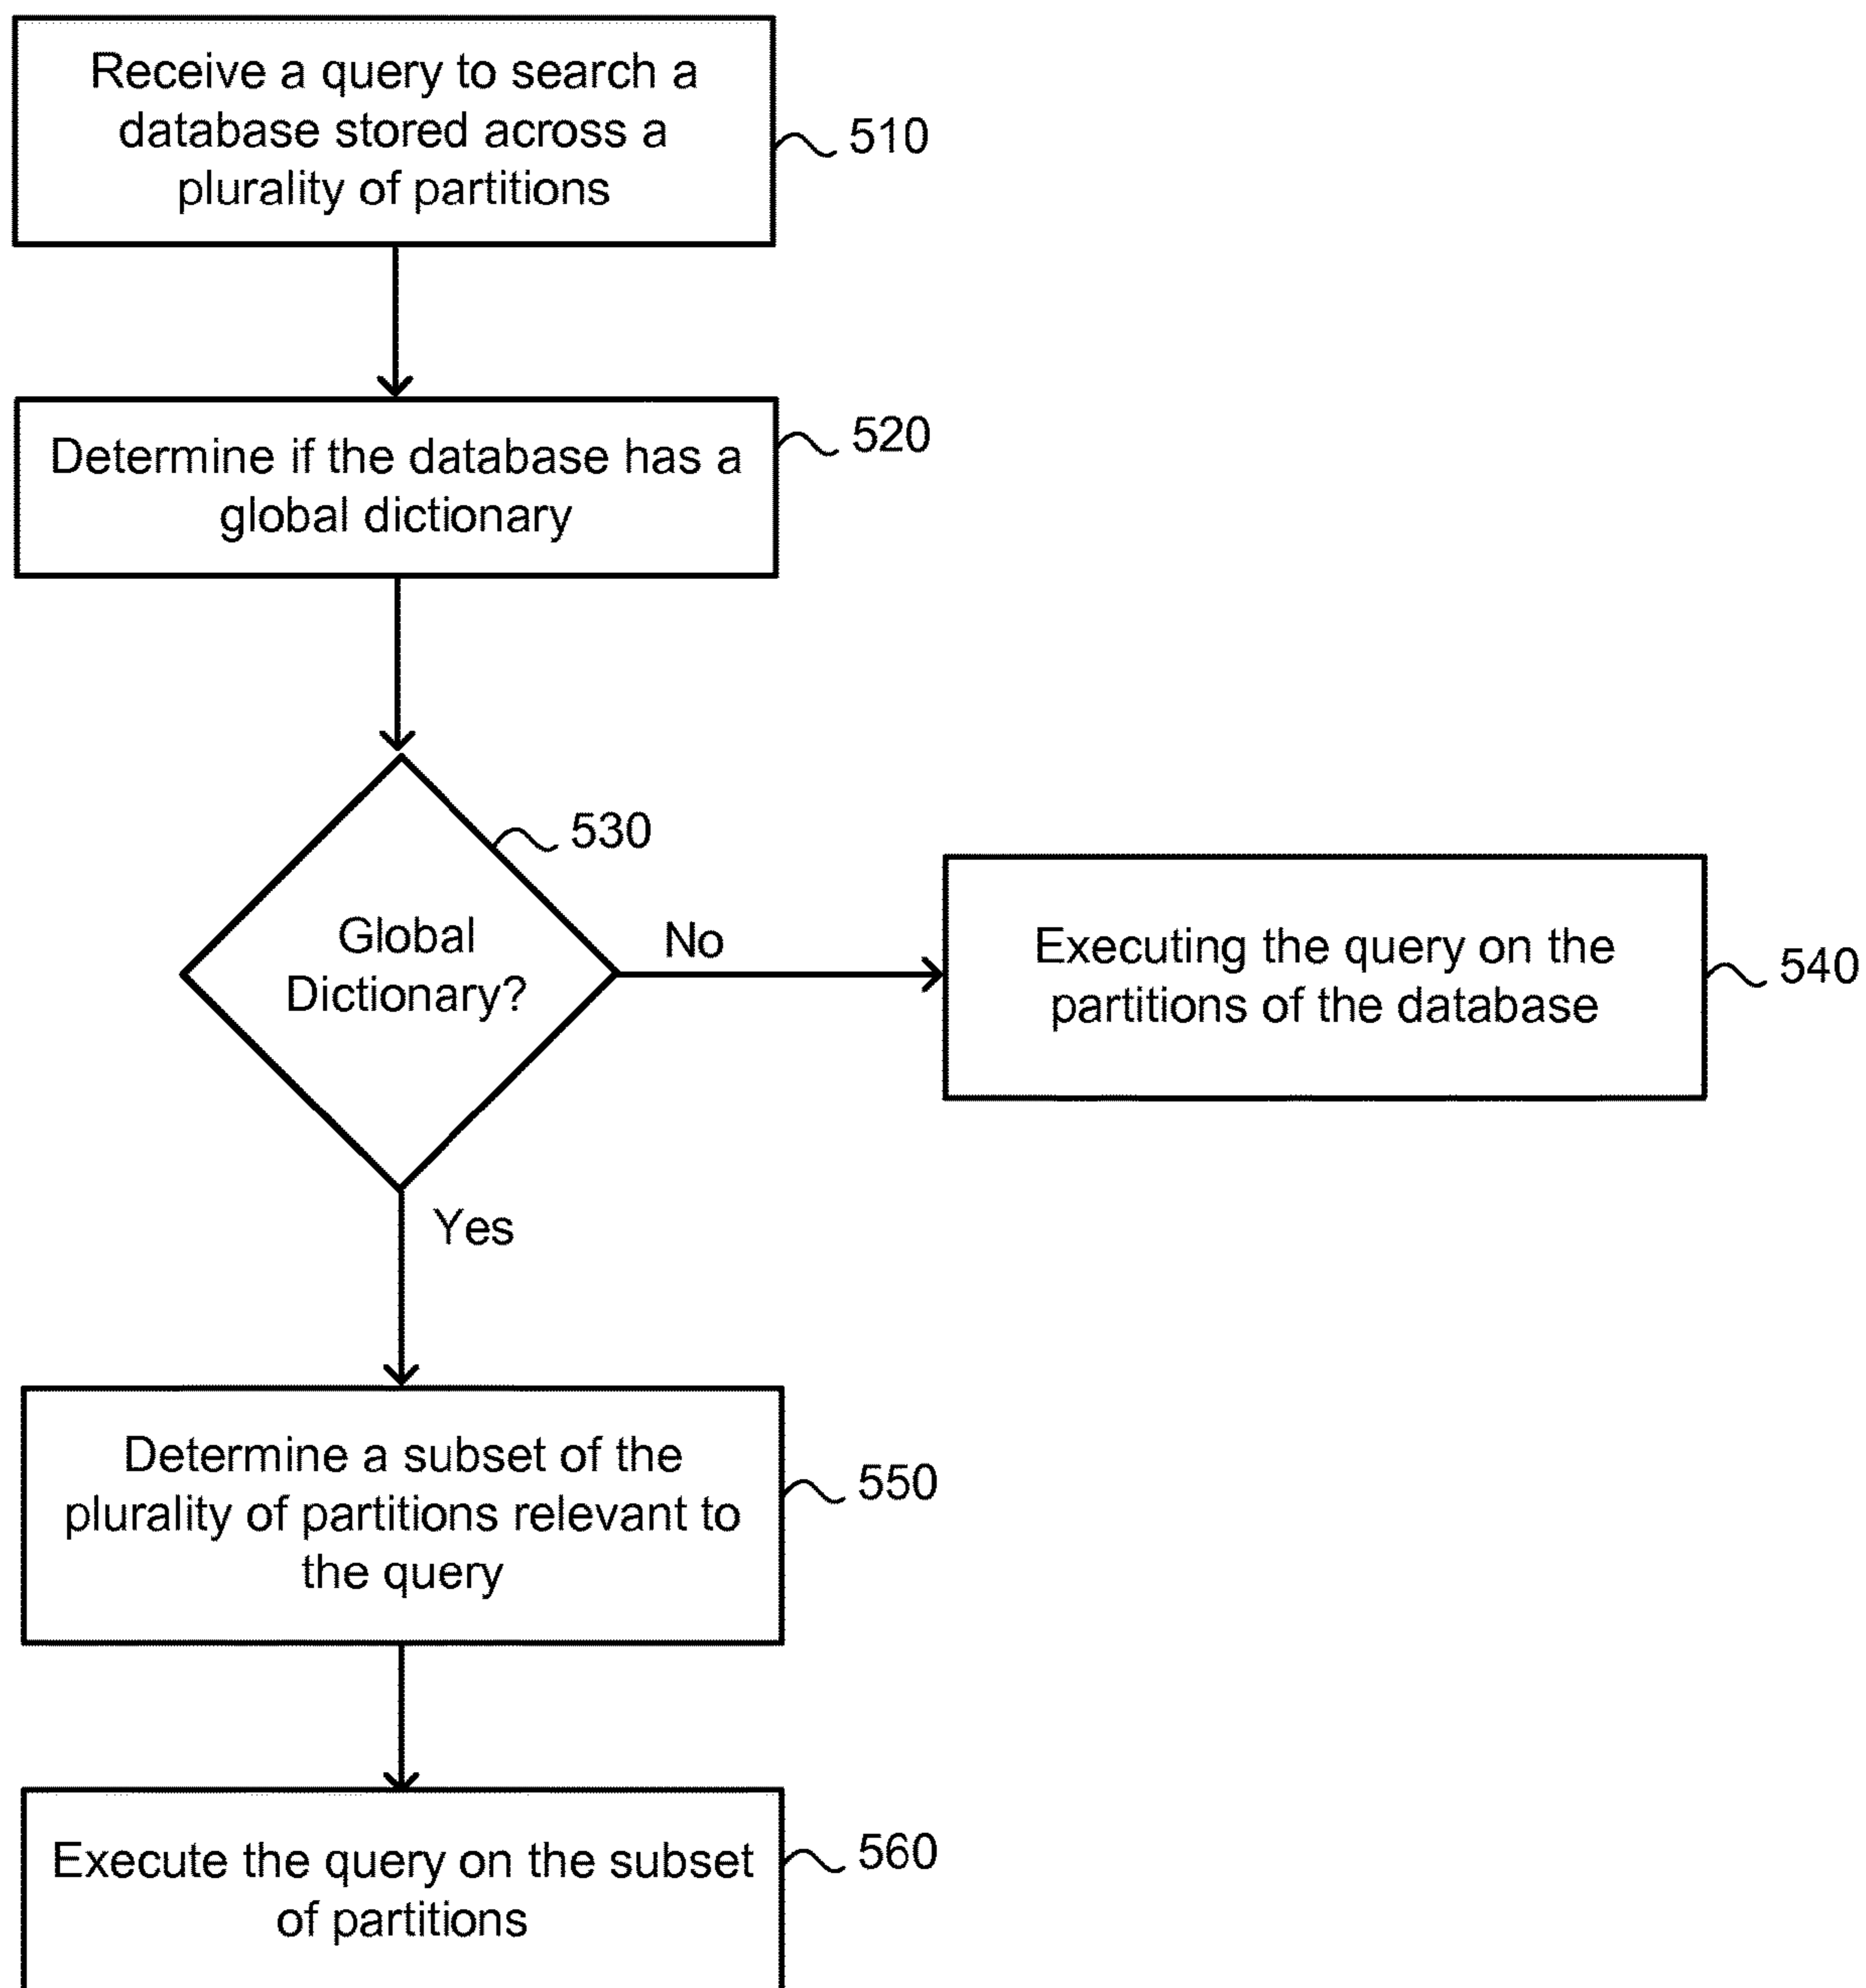 Receive a query to search a
database stored across a
plurality of partitions
510
Determine if the database has a
global dictionary
520
530
Global
Dictionary?
No
Executing the query on the
partitions of the database
540
Yes
Determine a subset of the
plurality of partitions relevant to
the query
550
Execute the query on the subset
of partitions
560